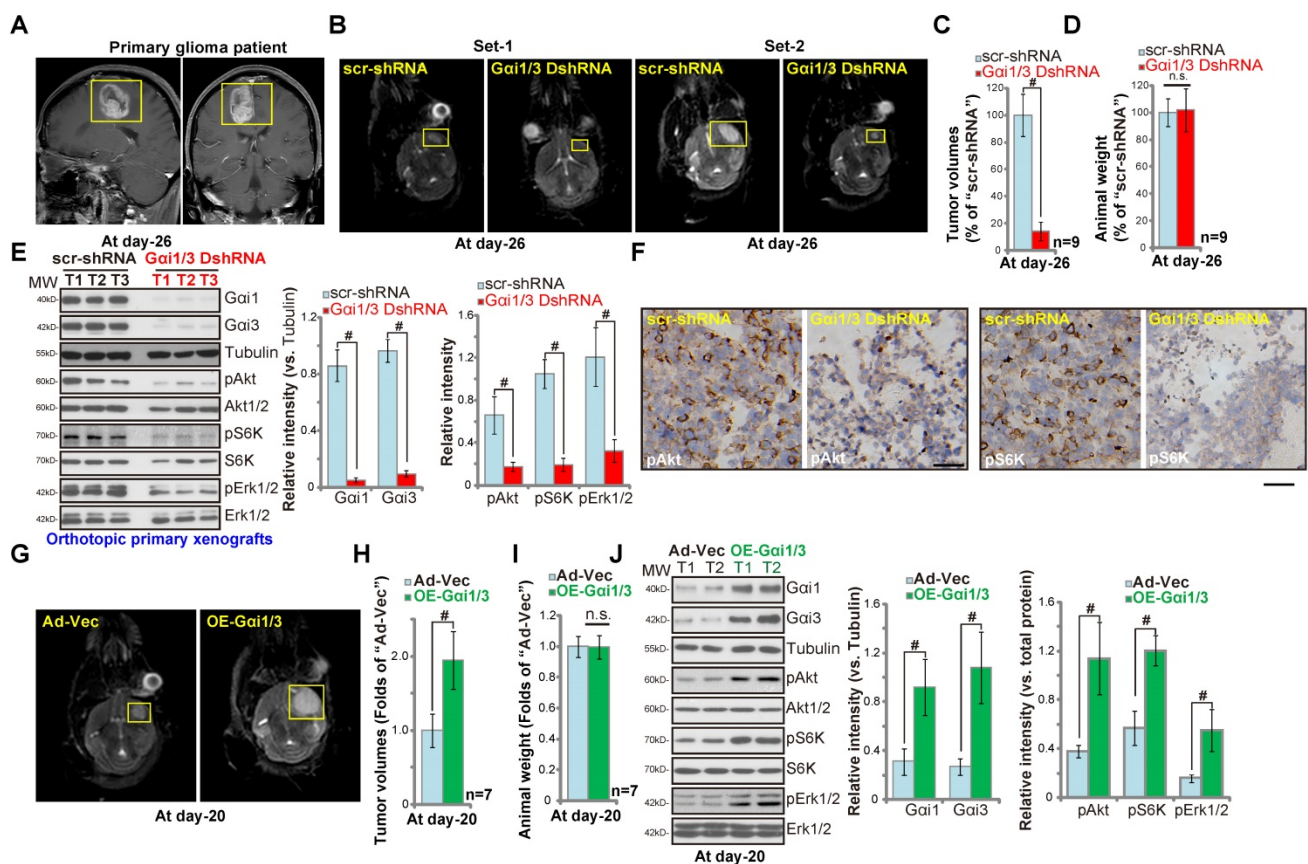 A
Primary glioma patient
At day-26
B
Set-1
Set-2
scr-shRNA
Gαi1/3 DshRNA
scr-shRNA
Gαi1/3 DshRNA
At day-26
At day-26
C
scr-shRNA
Gαi1/3 DshRNA
#
Tumor volumes
(% of “scr-shRNA”)
120
100
80
60
40
20
0
n=9
At day-26
D
scr-shRNA
Gαi1/3 DshRNA
n.s.
Animal weight
(% of “scr-shRNA”)
120
100
80
60
40
20
0
n=9
At day-26
E
scr-shRNA Gαi1/3 DshRNA
MW T1 T2 T3 T1 T2 T3
40kD- Gαi1
42kD- Gαi3
55kD- Tubulin
60kD- pAkt
60kD- Akt1/2
70kD- pS6K
70kD- S6K
42kD- pErk1/2
42kD- Erk1/2
Orthotopic primary xenografts
scr-shRNA
Gαi1/3 DshRNA
Relative intensity (vs. Tubulin)
1.2
0.8
0.4
0
# #
Gαi1 Gαi3
scr-shRNA
Gαi1/3 DshRNA
Relative intensity
1.6
1.2
0.8
0.4
0
# # #
pAkt pS6K pErk1/2
F
scr-shRNA
Gαi1/3 DshRNA
scr-shRNA
Gαi1/3 DshRNA
pAkt
pAkt
pS6K
pS6K
G
Ad-Vec
OE-Gαi1/3
At day-20
H
Ad-Vec
OE-Gαi1/3
#
Tumor volumes (Folds of “Ad-Vec”)
2.0
1.0
0
n=7
At day-20
I
Ad-Vec
OE-Gαi1/3
n.s.
Animal weight (Folds of “Ad-Vec”)
1.2
1.0
0.8
0.6
0.4
0.2
0
n=7
At day-20
J
Ad-Vec OE-Gαi1/3
MW T1 T2 T1 T2
40kD- Gαi1
42kD- Gαi3
55kD- Tubulin
60kD- pAkt
60kD- Akt1/2
70kD- pS6K
70kD- S6K
42kD- pErk1/2
42kD- Erk1/2
At day-20
Ad-Vec
OE-Gαi1/3
Relative intensity (vs. Tubulin)
1.6
1.2
0.8
0.4
0
# #
Gαi1 Gαi3
Ad-Vec
OE-Gαi1/3
Relative intensity (vs. total protein)
1.6
1.2
0.8
0.4
0
# # #
pAkt pS6K pErk1/2